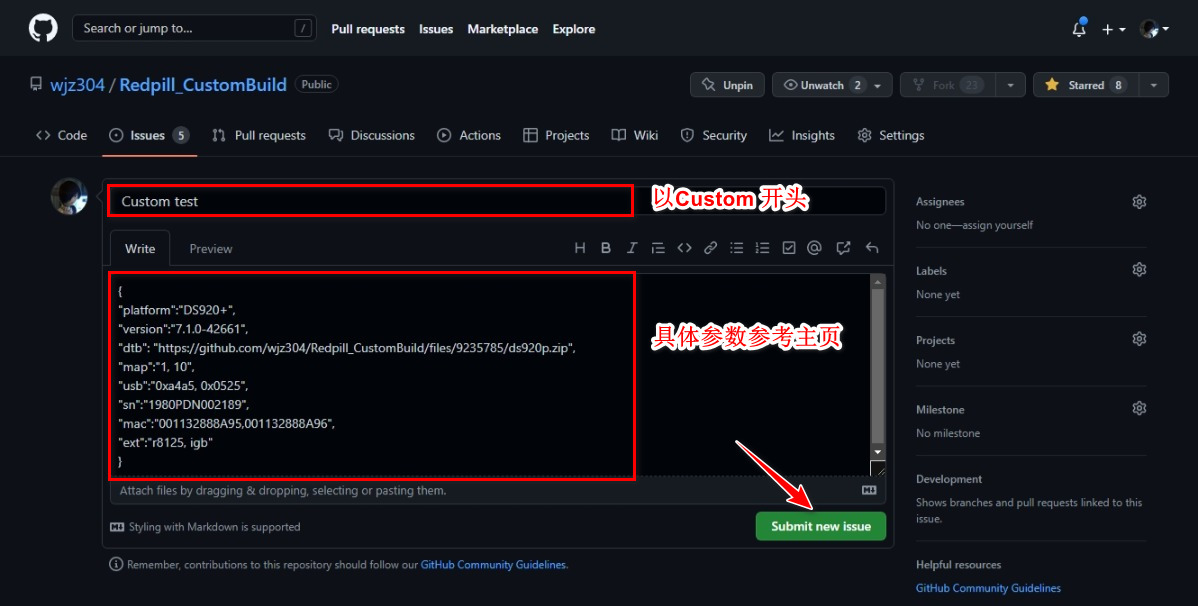 Search or jump to...
/
Pull requests
Issues
Marketplace
Explore
wjz304 / Redpill_CustomBuild
Public
Unpin
Unwatch 2
Fork 23
Starred 8
Code
Issues 5
Pull requests
Discussions
Actions
Projects
Wiki
Security
Insights
Settings
Custom test
以Custom 开头
Write
Preview
{
"platform":"DS920+",
"version":"7.1.0-42661",
"dtb": "https://github.com/wjz304/Redpill_CustomBuild/files/9235785/ds920p.zip",
"map":"1, 10",
"usb":"0xa4a5, 0x0525",
"sn":"1980PDN002189",
"mac":"001132888A95,001132888A96",
"ext":"r8125, igb"
}
具体参数参考主页
Attach files by dragging & dropping, selecting or pasting them.
Styling with Markdown is supported
Submit new issue
Remember, contributions to this repository should follow our GitHub Community Guidelines.
Assignees
No one—assign yourself
Labels
None yet
Projects
None yet
Milestone
No milestone
Development
Shows branches and pull requests linked to this
issue.
Helpful resources
GitHub Community Guidelines